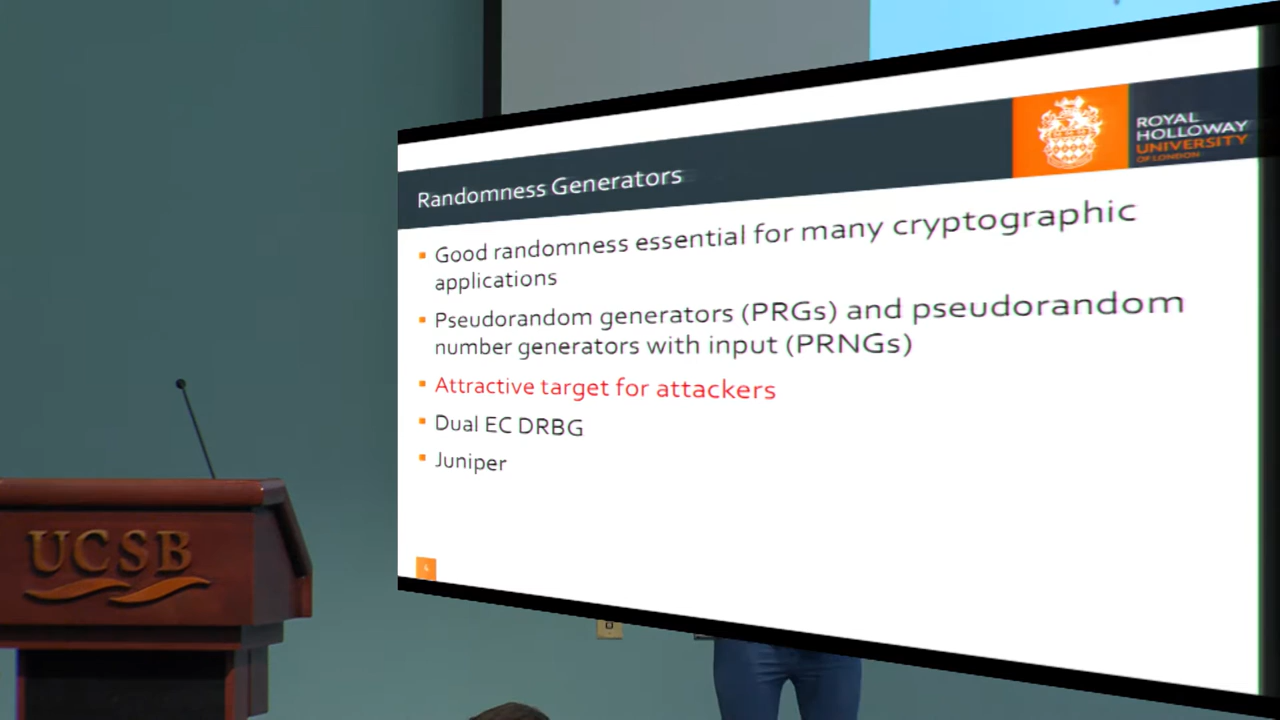 Randomness Generators
ROYAL
HOLLOWAY
UNIVERSITY
OF LONDON
Good randomness essential for many cryptographic
applications
Pseudorandom generators (PRGs) and pseudorandom
number generators with input (PRNGs)
Attractive target for attackers
Dual EC DRBG
Juniper
UCSB